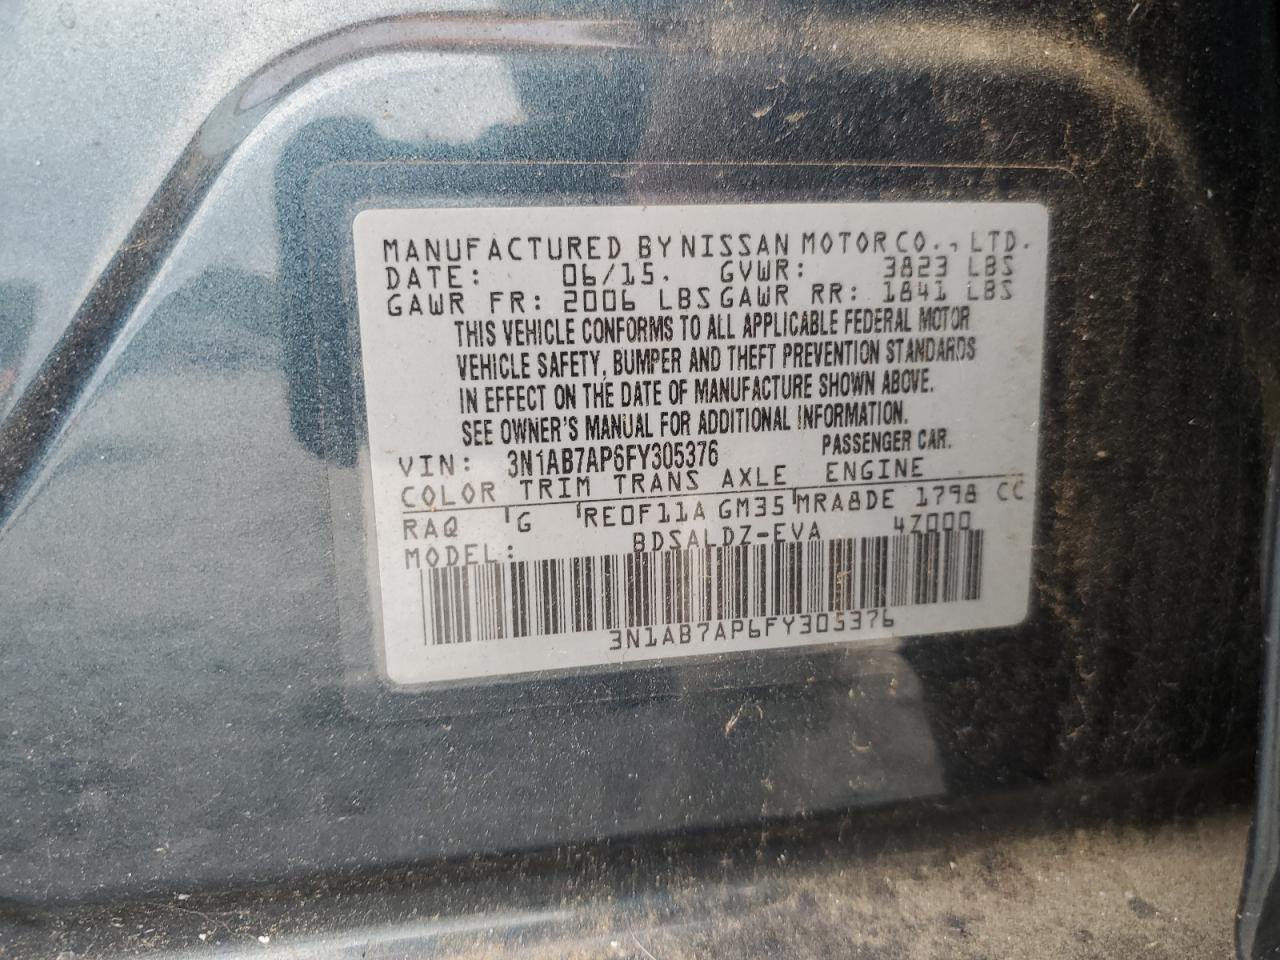 MANUFACTURED BY NISSAN MOTOR CO., LTD.
DATE: 06/15. GVWR: 3823 LBS
GAWR FR: 2006 LBS GAWR RR: 1841 LBS
THIS VEHICLE CONFORMS TO ALL APPLICABLE FEDERAL MOTOR
VEHICLE SAFETY, BUMPER AND THEFT PREVENTION STANDARDS
IN EFFECT ON THE DATE OF MANUFACTURE SHOWN ABOVE.
SEE OWNER'S MANUAL FOR ADDITIONAL INFORMATION.
VIN: 3N1AB7AP6FY305376 PASSENGER CAR.
COLOR TRIM TRANS AXLE ENGINE
RAQ G RE0F11A GM35 MRA8DE 1798 CC
MODEL: BDSALDZ-EVA 4Z000
3N1AB7AP6FY305376